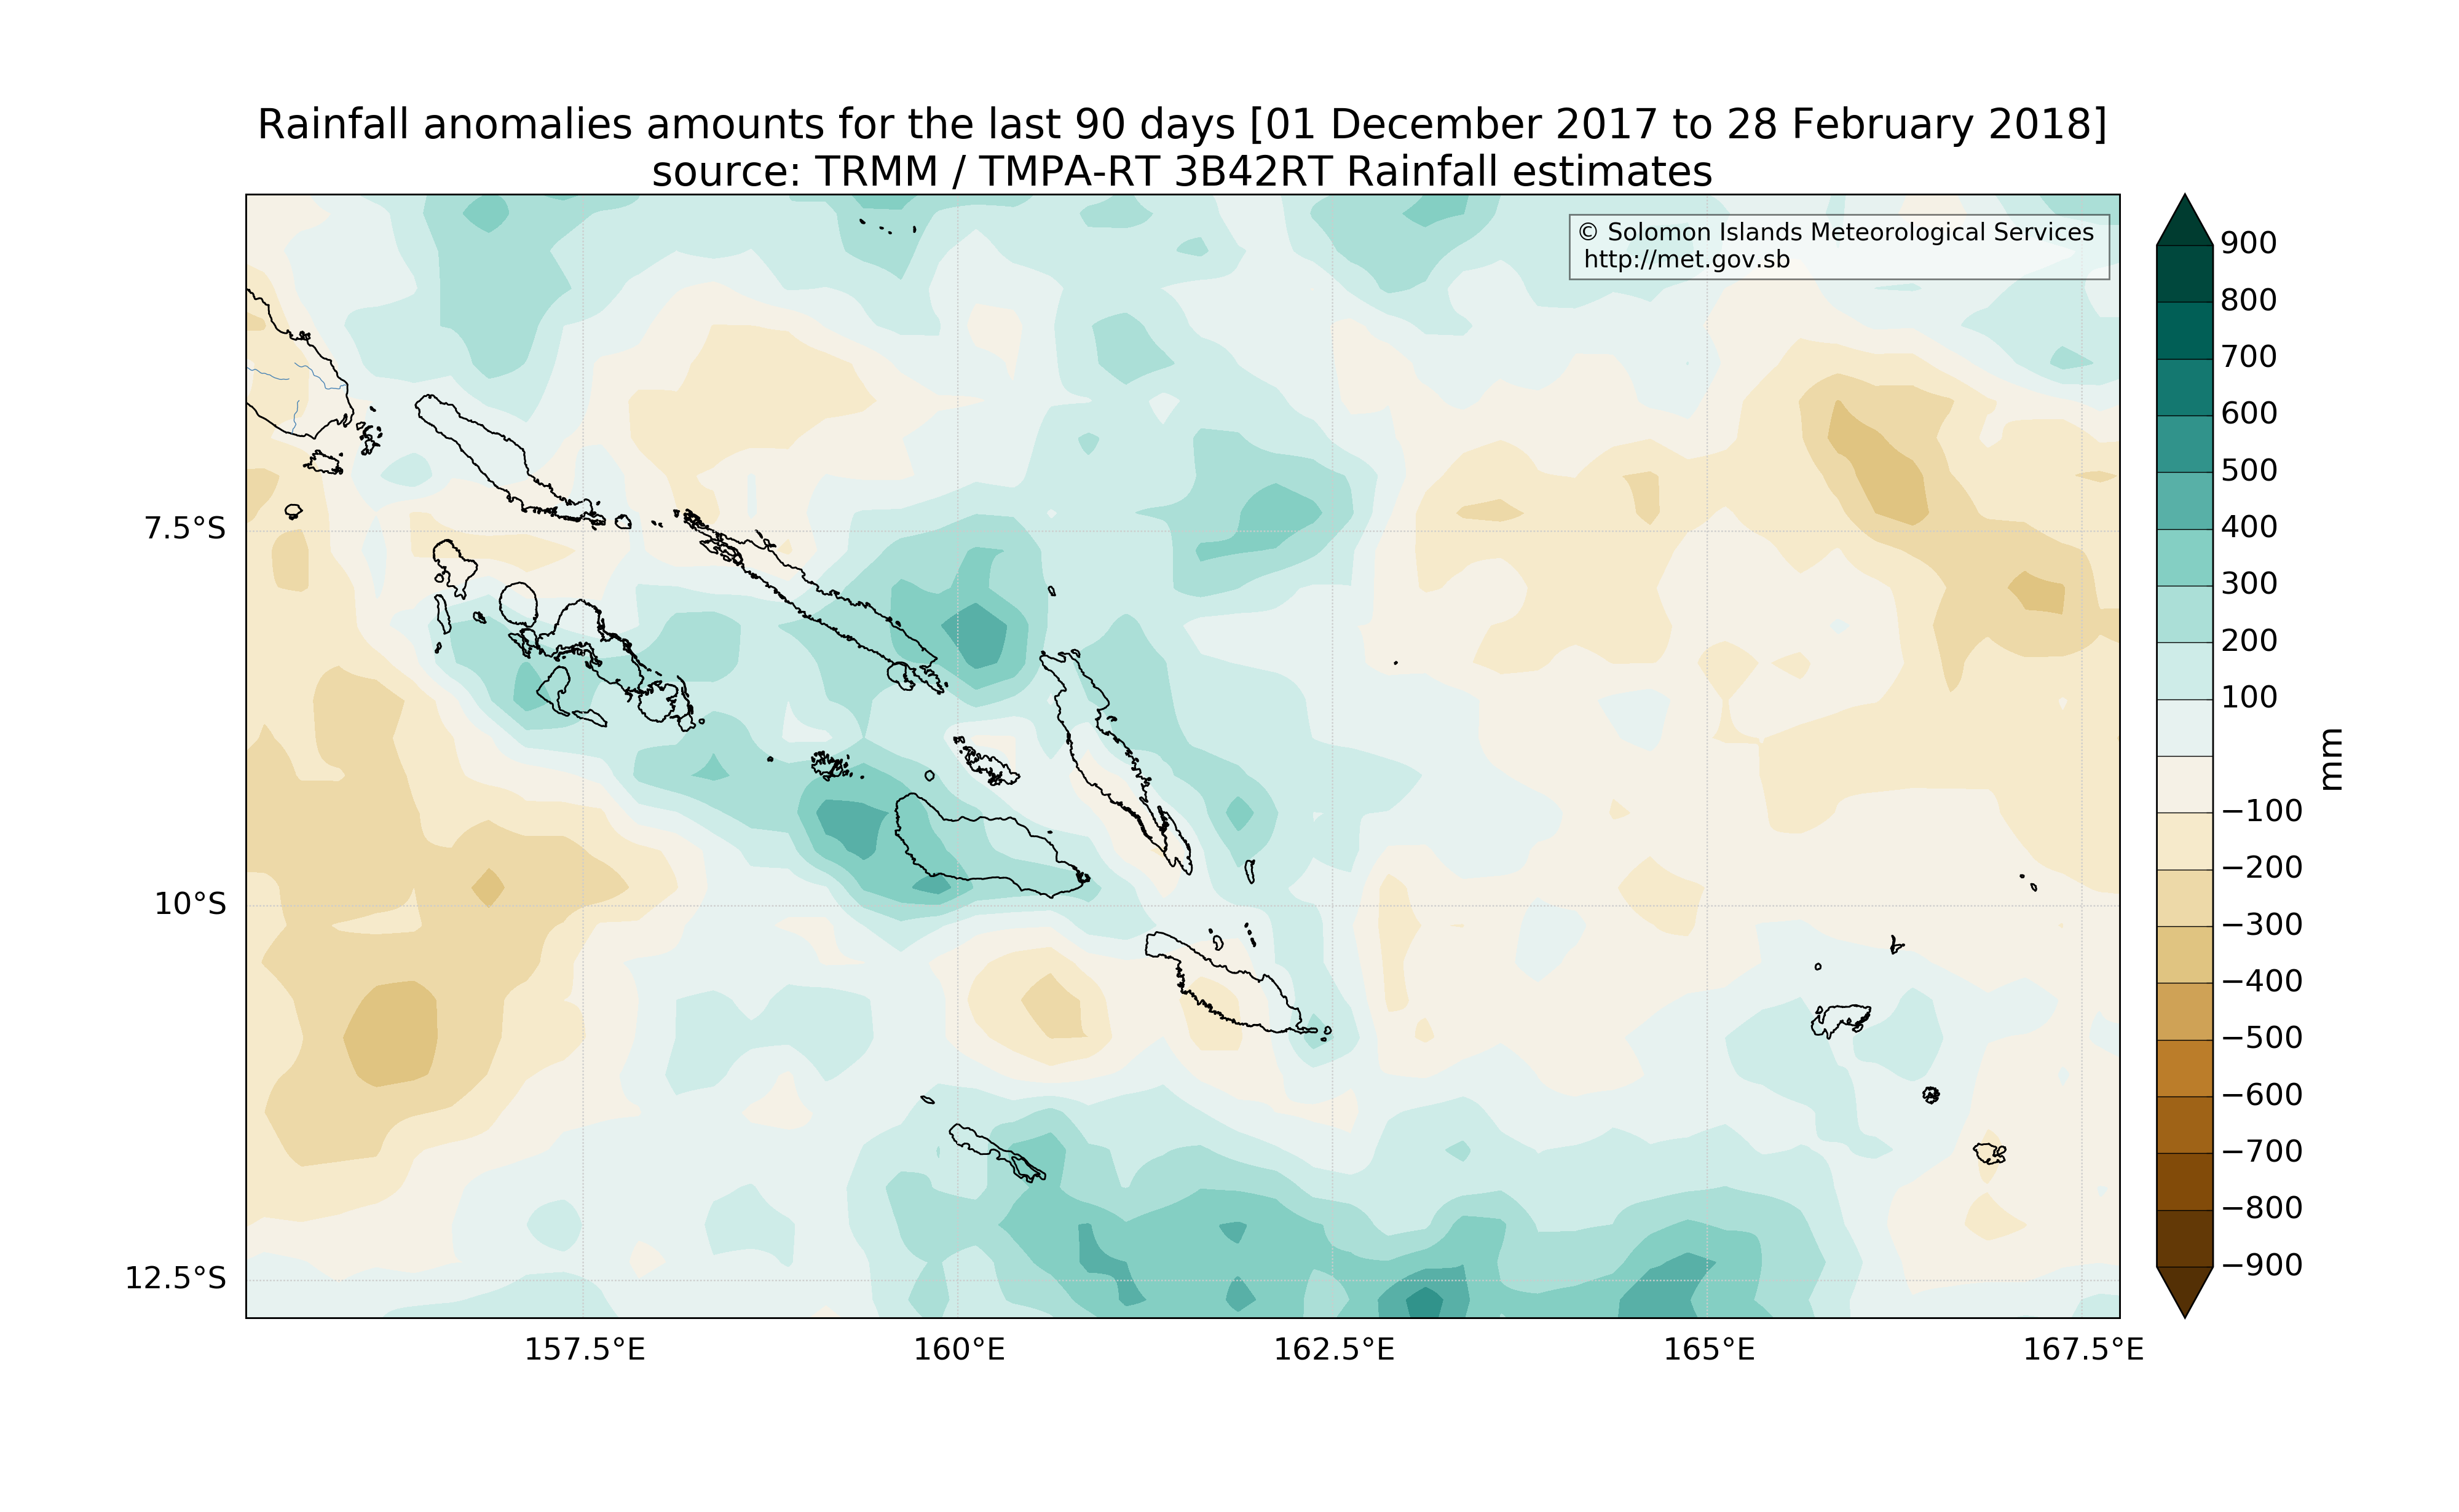 Rainfall anomalies amounts for the last 90 days [01 December 2017 to 28 February 2018]
source: TRMM / TMPA-RT 3B42RT Rainfall estimates
© Solomon Islands Meteorological Services
http://met.gov.sb
7.5°S
10°S
12.5°S
157.5°E
160°E
162.5°E
165°E
167.5°E
900
800
700
600
500
400
300
200
100
−100
−200
−300
−400
−500
−600
−700
−800
−900
mm